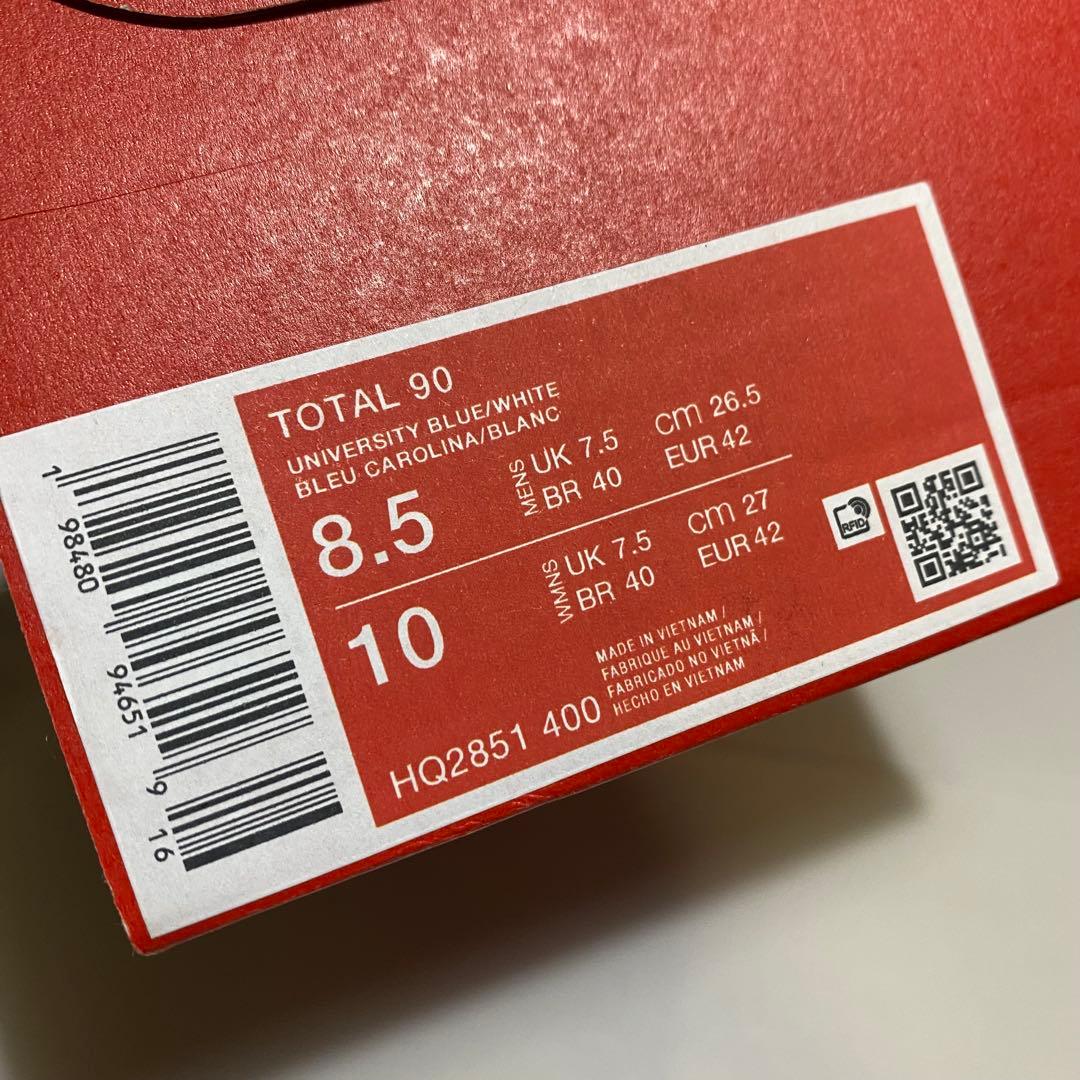 TOTAL 90
UNIVERSITY BLUE/WHITE
BLEU CAROLINA/BLANC
8.5
MENS
UK 7.5
cm 26.5
BR 40
EUR 42
10
WMNS
UK 7.5
cm 27
BR 40
EUR 42
RFID
MADE IN VIETNAM /
FABRIQUE AU VIETNAM /
FABRICADO NO VIETNÃ /
HECHO EN VIETNAM
HQ2851 400
1 98480 94651 9 16